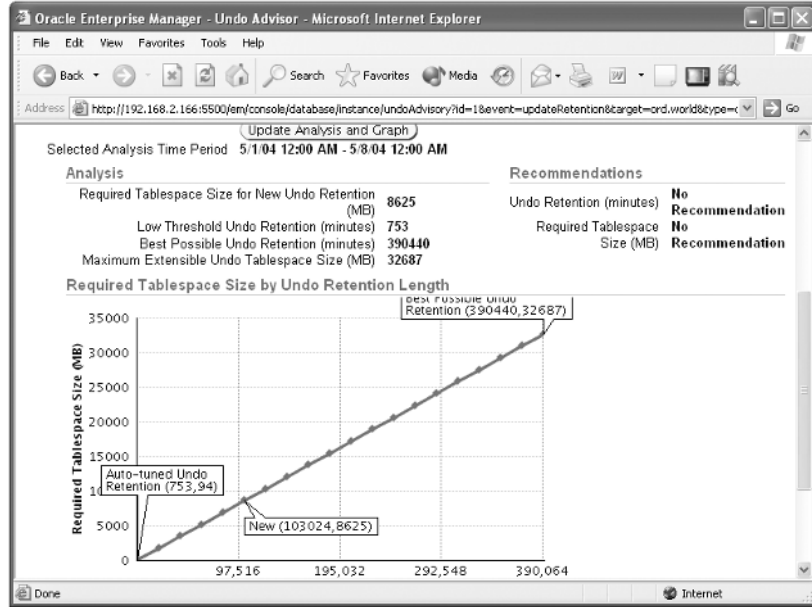 Oracle Enterprise Manager - Undo Advisor - Microsoft Internet Explorer
File Edit View Favorites Tools Help
Back Search Favorites Media
Address http://192.168.2.166:5500/em/console/database/instance/undoAdvisory?id=1&event=updateRetention&target=ord.world&type=c Go
Update Analysis and Graph
Selected Analysis Time Period 5/1/04 12:00 AM - 5/8/04 12:00 AM
Analysis
Required Tablespace Size for New Undo Retention (MB) 8625
Low Threshold Undo Retention (minutes) 753
Best Possible Undo Retention (minutes) 390440
Maximum Extensible Undo Tablespace Size (MB) 32687
Recommendations
Undo Retention (minutes) No Recommendation
Required Tablespace Size (MB) No Recommendation
Required Tablespace Size by Undo Retention Length
Best Possible Undo
Retention (390440,32687)
35000
30000
25000
20000
15000
10000
5000
0
Required Tablespace Size (MB)
Auto-tuned Undo
Retention (753,94)
New (103024,8625)
97,516 195,032 292,548 390,064
Done Internet